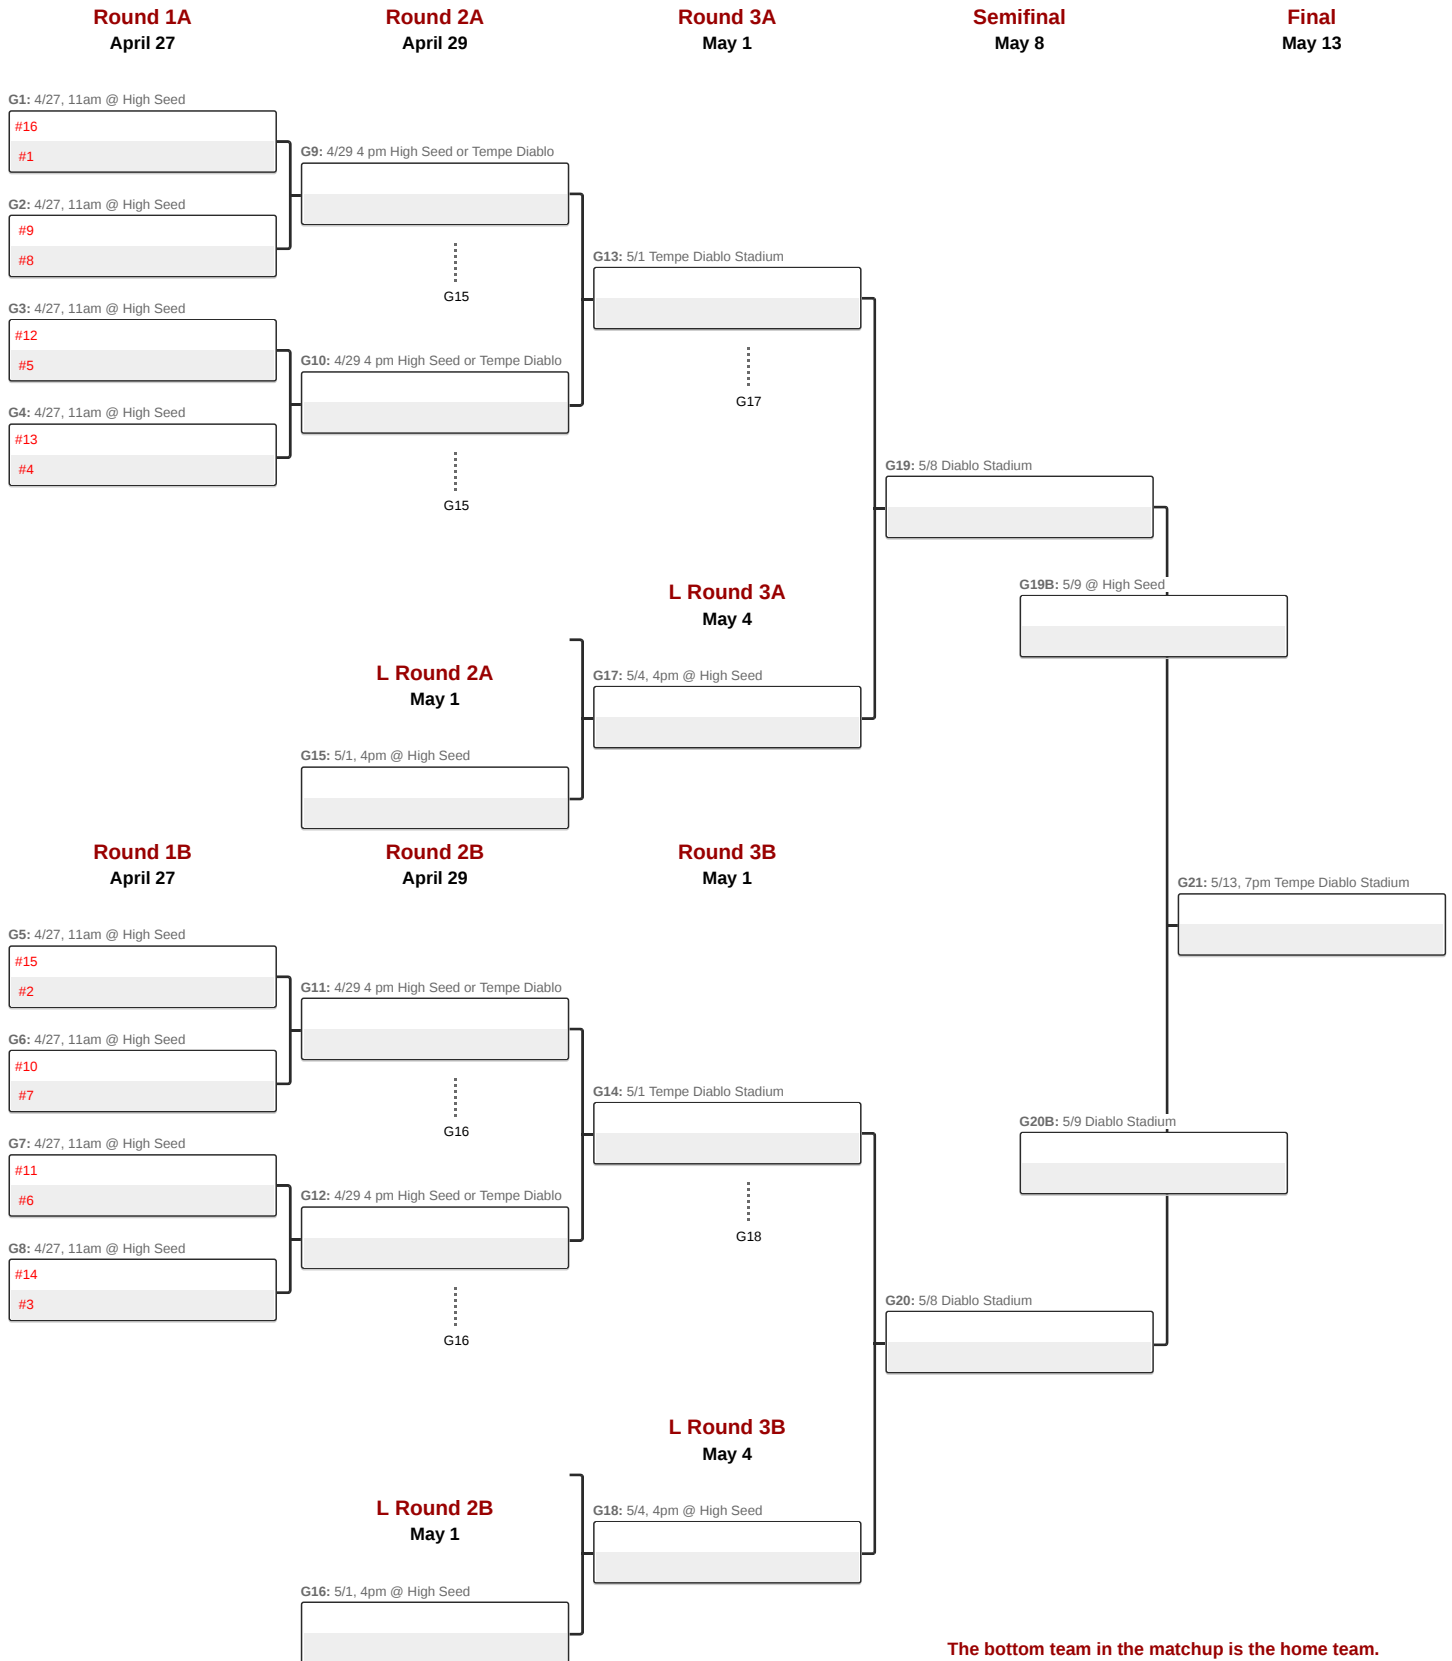 Round 1A
April 27
Round 2A
April 29
Round 3A
May 1
Semifinal
May 8
Final
May 13
G1: 4/27, 11am @ High Seed
#16
#1
G9: 4/29 4 pm High Seed or Tempe Diablo
G2: 4/27, 11am @ High Seed
#9
#8
G15
G13: 5/1 Tempe Diablo Stadium
G3: 4/27, 11am @ High Seed
#12
#5
G10: 4/29 4 pm High Seed or Tempe Diablo
G17
G4: 4/27, 11am @ High Seed
#13
#4
G15
G19: 5/8 Diablo Stadium
G19B: 5/9 @ High Seed
L Round 3A
May 4
L Round 2A
May 1
G17: 5/4, 4pm @ High Seed
G15: 5/1, 4pm @ High Seed
Round 1B
April 27
Round 2B
April 29
Round 3B
May 1
G21: 5/13, 7pm Tempe Diablo Stadium
G5: 4/27, 11am @ High Seed
#15
#2
G11: 4/29 4 pm High Seed or Tempe Diablo
G6: 4/27, 11am @ High Seed
#10
#7
G16
G14: 5/1 Tempe Diablo Stadium
G20B: 5/9 Diablo Stadium
G7: 4/27, 11am @ High Seed
#11
#6
G12: 4/29 4 pm High Seed or Tempe Diablo
G18
G8: 4/27, 11am @ High Seed
#14
#3
G16
G20: 5/8 Diablo Stadium
L Round 3B
May 4
L Round 2B
May 1
G18: 5/4, 4pm @ High Seed
G16: 5/1, 4pm @ High Seed
The bottom team in the matchup is the home team.